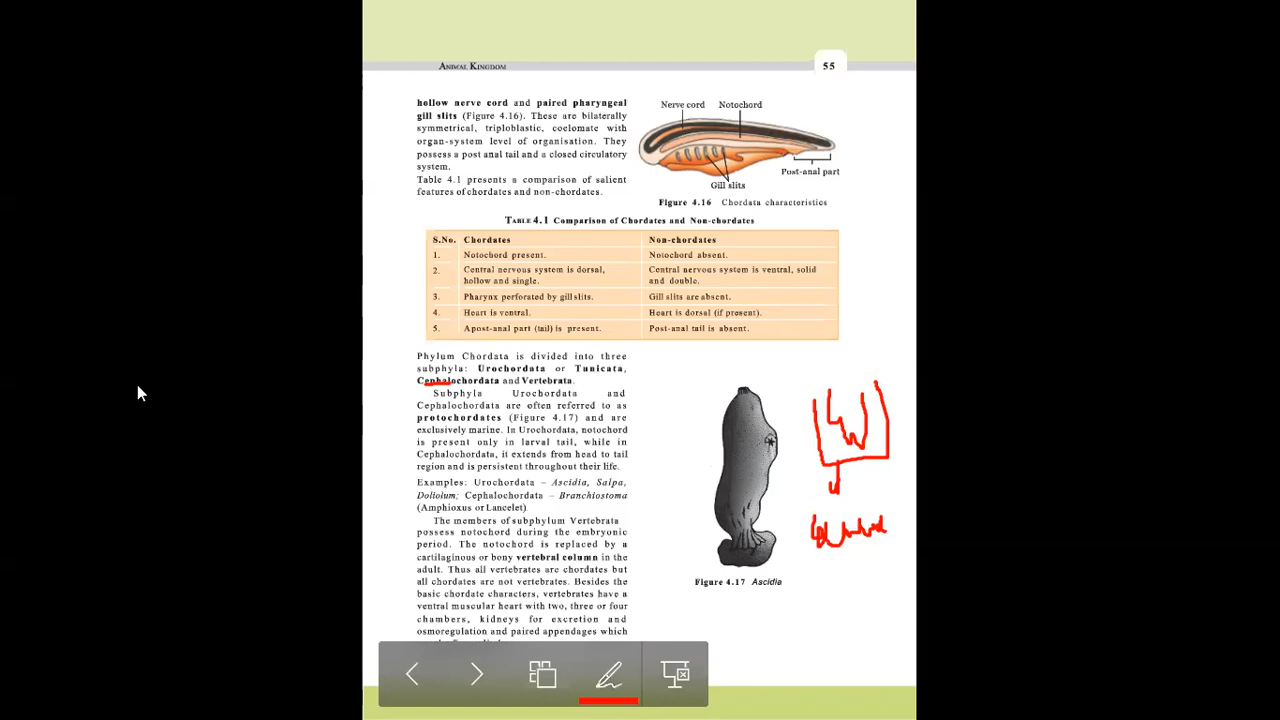 ANIMAL KINGDOM
55
hollow nerve cord and paired pharyngeal
gill slits (Figure 4.16). These are bilaterally
symmetrical, triploblastic, coelomate with
organ-system level of organisation. They
possess a post anal tail and a closed circulatory
system.
Table 4.1 presents a comparison of salient
features of chordates and non-chordates.
Nerve cord
Notochord
Post-anal part
Gill slits
Figure 4.16 Chordata characteristics
TABLE 4.1 Comparison of Chordates and Non-chordates
S.No. Chordates Non-chordates
1. Notochord present. Notochord absent.
2. Central nervous system is dorsal, Central nervous system is ventral, solid
hollow and single. and double.
3. Pharynx perforated by gill slits. Gill slits are absent.
4. Heart is ventral. Heart is dorsal (if present).
5. Apost-anal part (tail) is present. Post-anal tail is absent.
Phylum Chordata is divided into three
subphyla: Urochordata or Tunicata,
Cephalochordata and Vertebrata.
Subphyla Urochordata and
Cephalochordata are often referred to as
protochordates (Figure 4.17) and are
exclusively marine. In Urochordata, notochord
is present only in larval tail, while in
Cephalochordata, it extends from head to tail
region and is persistent throughout their life.
Examples: Urochordata – Ascidia, Salpa,
Doliolum; Cephalochordata – Branchiostoma
(Amphioxus or Lancelet).
The members of subphylum Vertebrata
possess notochord during the embryonic
period. The notochord is replaced by a
cartilaginous or bony vertebral column in the
adult. Thus all vertebrates are chordates but
all chordates are not vertebrates. Besides the
basic chordate characters, vertebrates have a
ventral muscular heart with two, three or four
chambers, kidneys for excretion and
osmoregulation and paired appendages which
Figure 4.17 Ascidia